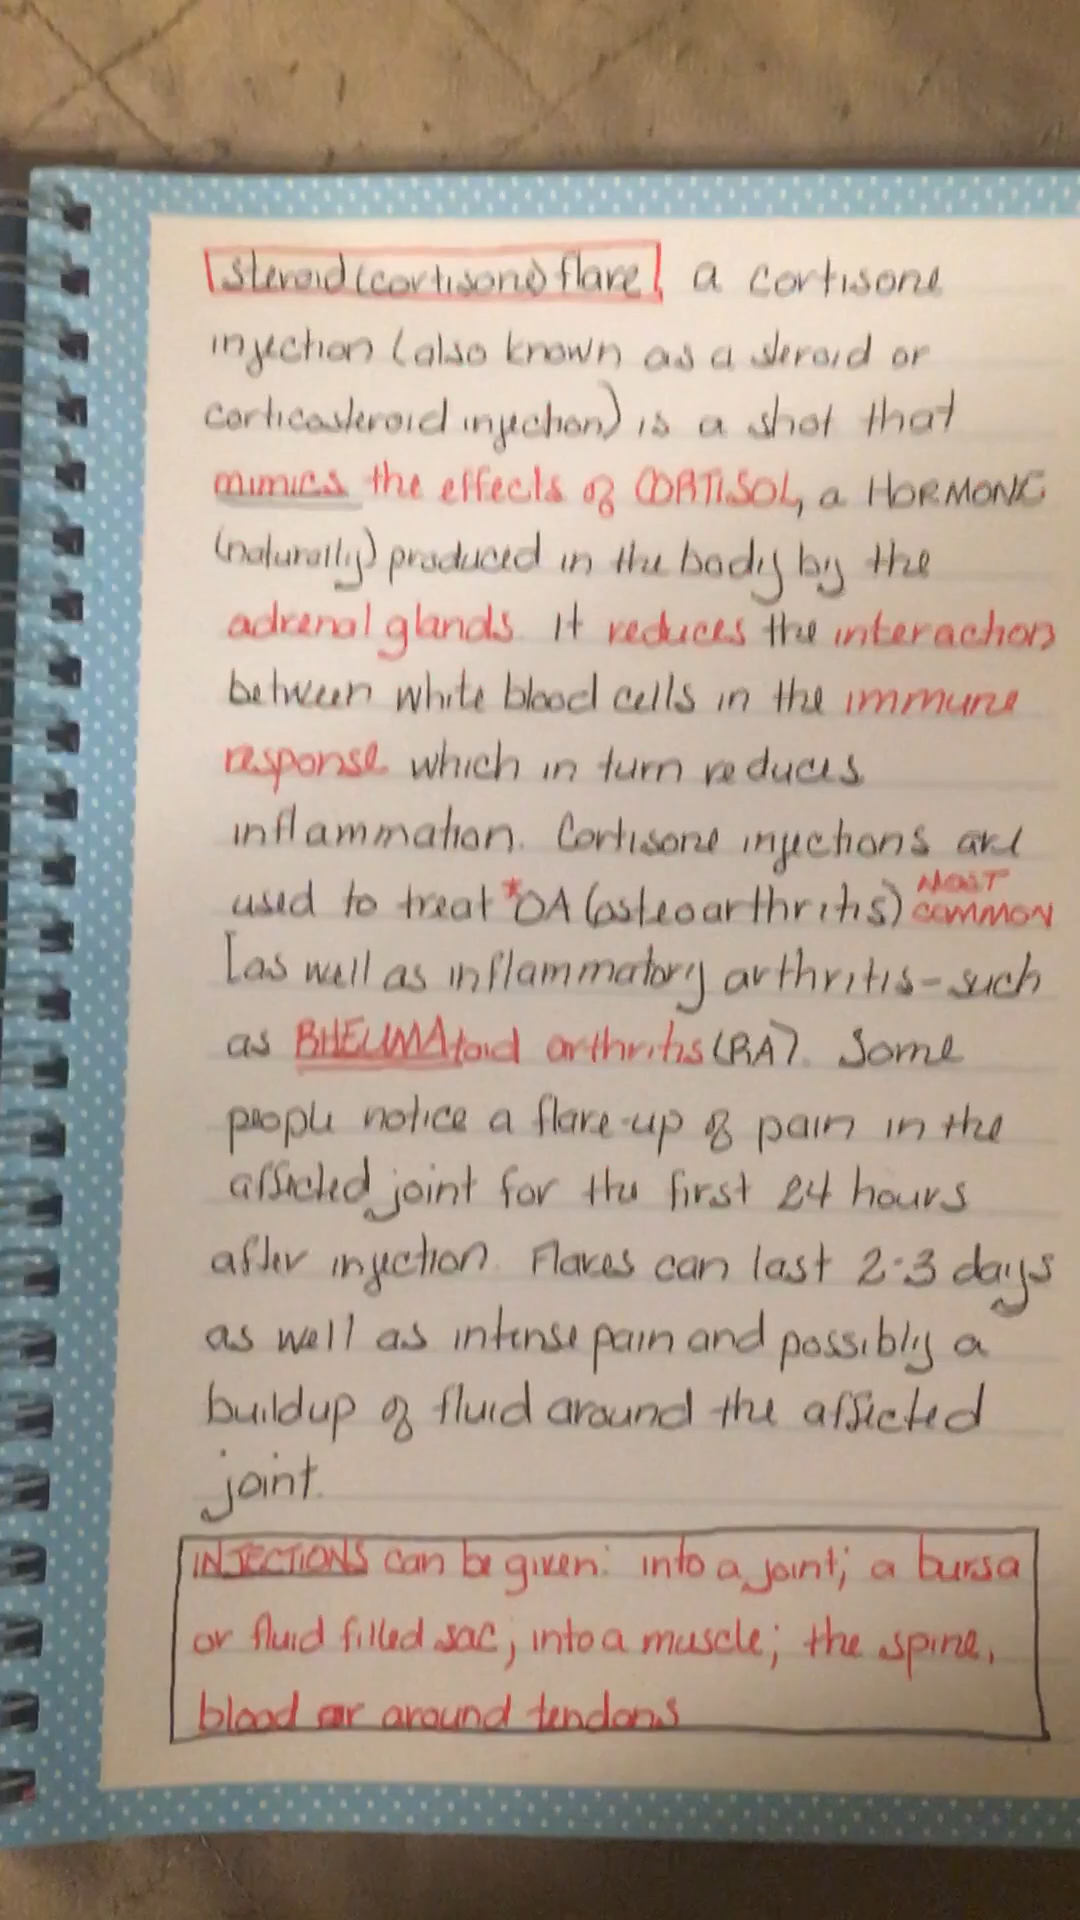 steroid (cortisone) flare, a cortisone
injection (also known as a steroid or
corticosteroid injection) is a shot that
mimics the effects of CORTISOL, a HORMONE
(naturally) produced in the body by the
adrenal glands. It reduces the interactions
between white blood cells in the immune
response which in turn reduces
inflammation. Cortisone injections are
used to treat *OA (osteoarthritis) MOST COMMON
[as well as inflammatory arthritis - such
as RHEUMAtoid arthritis (RA). Some
people notice a flare-up of pain in the
affected joint for the first 24 hours
after injection. Flares can last 2-3 days
as well as intense pain and possibly a
buildup of fluid around the affected
joint.
INJECTIONS can be given: into a joint; a bursa
or fluid filled sac; into a muscle; the spine,
blood or around tendons